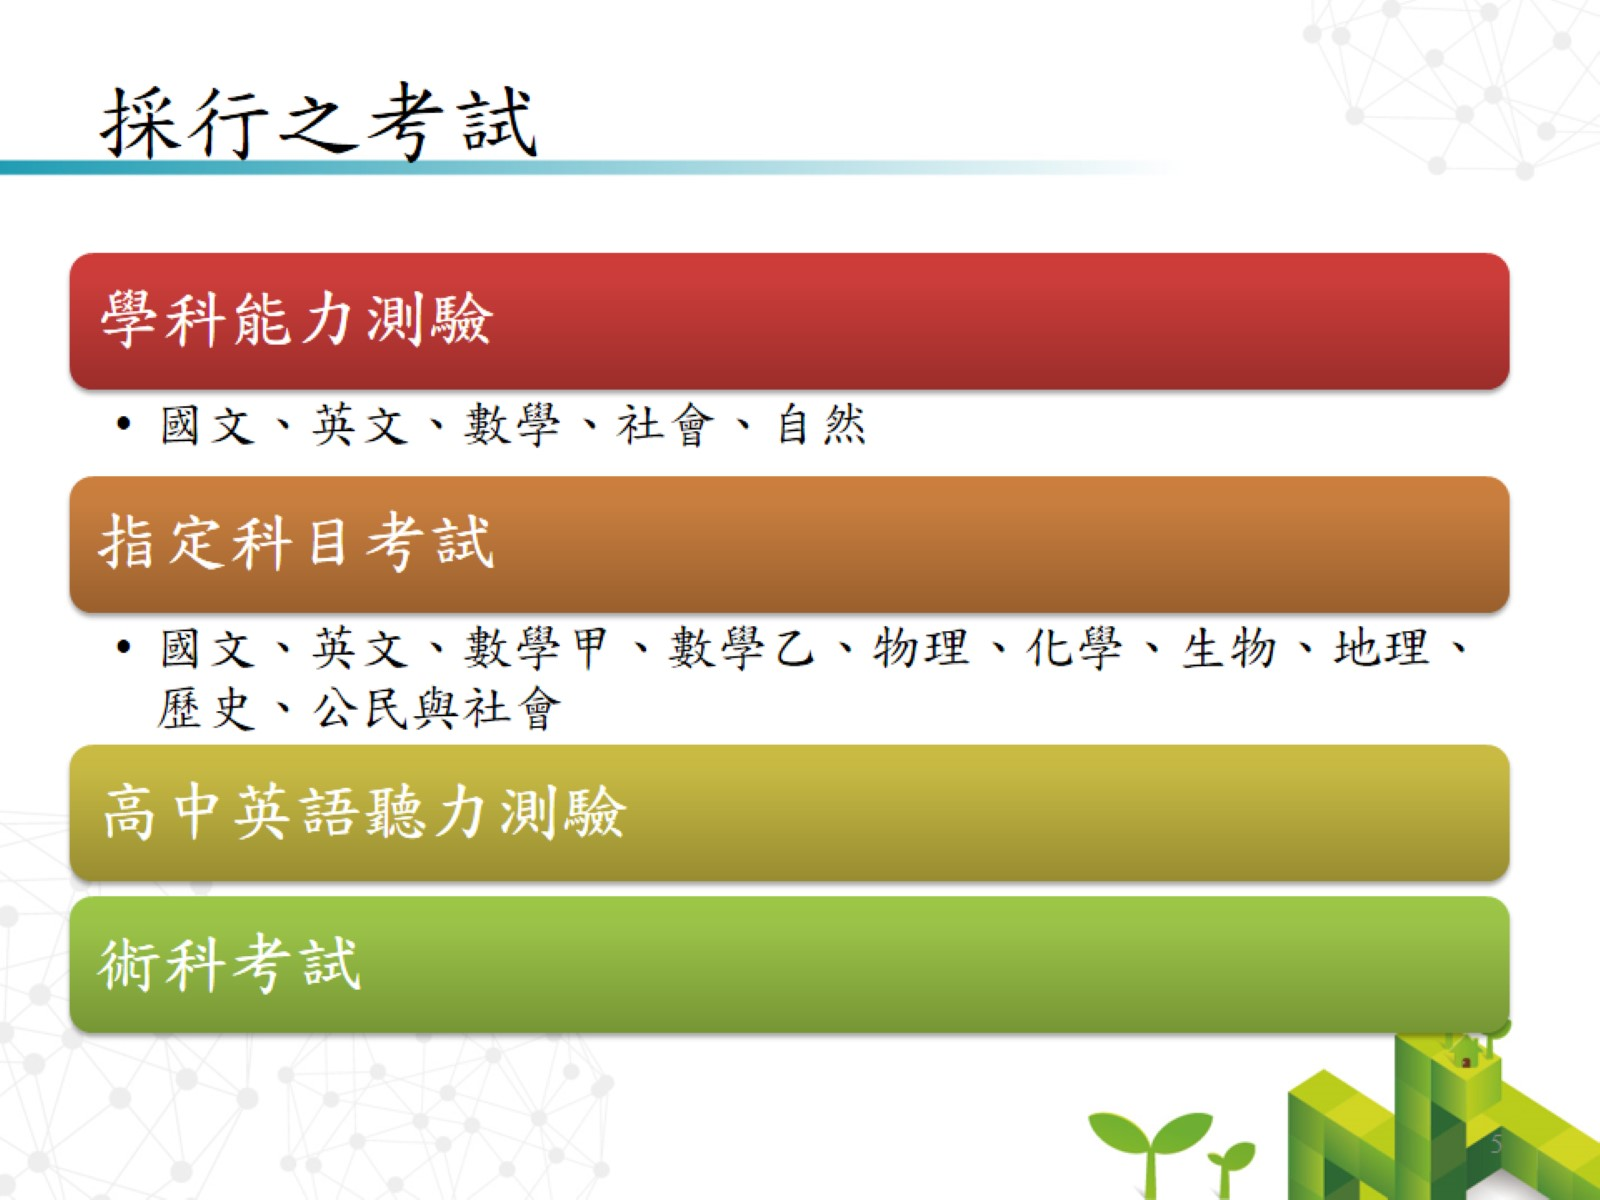 採行之考試
學科能力測驗
• 國文、英文、數學、社會、自然
指定科目考試
• 國文、英文、數學甲、數學乙、物理、化學、生物、地理、
歷史、公民與社會
高中英語聽力測驗
術科考試
5